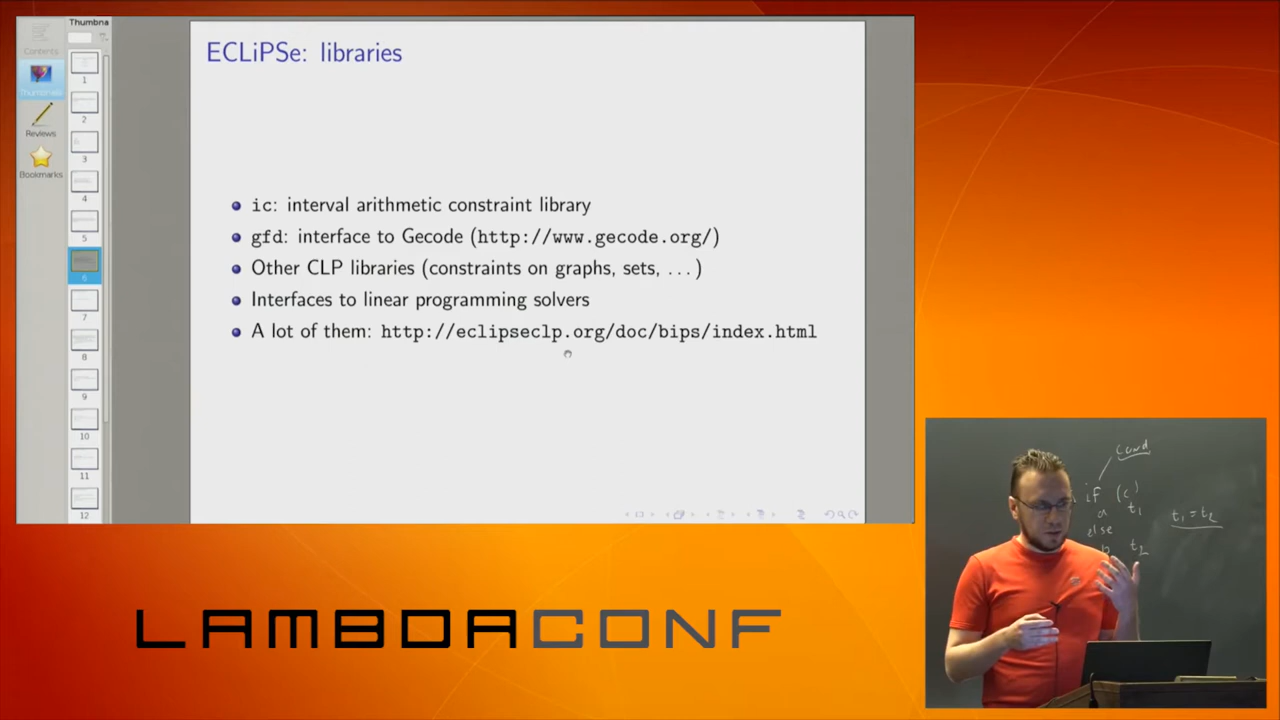 Thumbna
Contents
Thumbnails
Reviews
Bookmarks
1
2
3
4
5
6
7
8
9
10
11
12
ECLiPSe: libraries
ic: interval arithmetic constraint library
gfd: interface to Gecode (http://www.gecode.org/)
Other CLP libraries (constraints on graphs, sets, ...)
Interfaces to linear programming solvers
A lot of them: http://eclipseclp.org/doc/bips/index.html
cond
if (c)
a t₁
else
b t₂
t₁ = t₂
LAMBDACONF